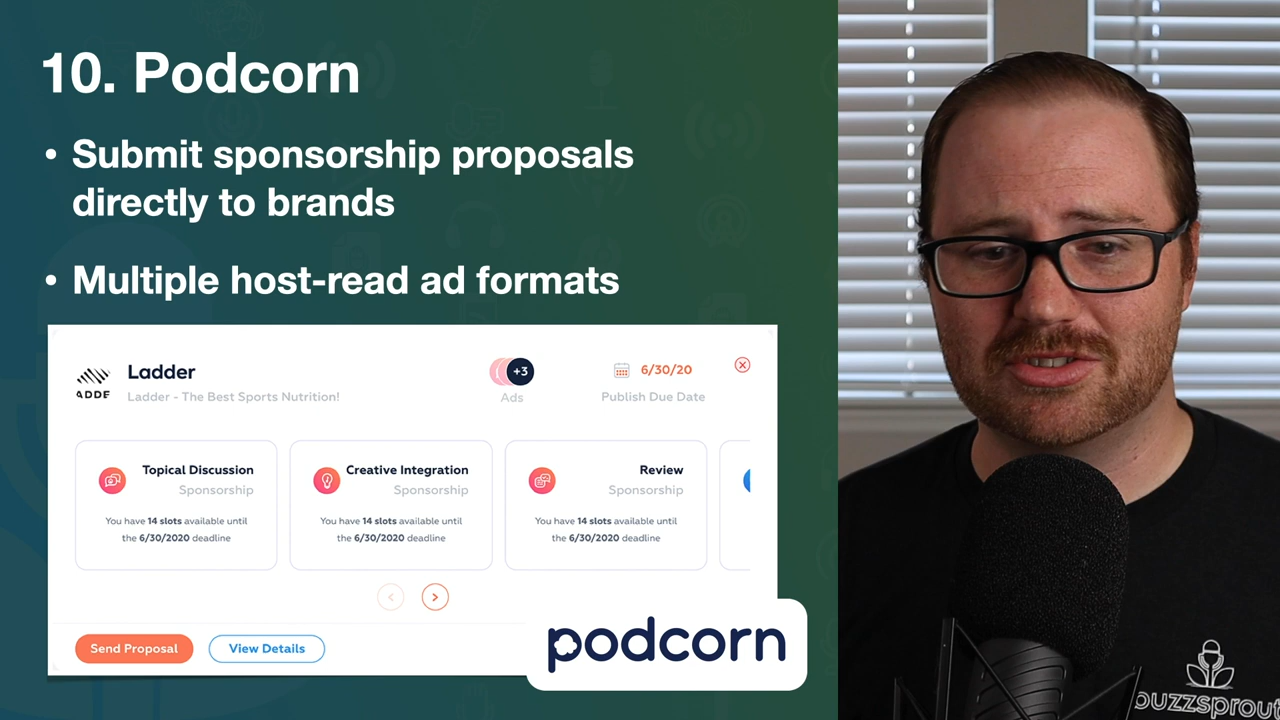 10. Podcorn
• Submit sponsorship proposals
directly to brands
• Multiple host-read ad formats
ADDE
Ladder
Ladder - The Best Sports Nutrition!
+3
Ads
6/30/20
Publish Due Date
Topical Discussion
Sponsorship
You have 14 slots available until
the 6/30/2020 deadline
Creative Integration
Sponsorship
You have 14 slots available until
the 6/30/2020 deadline
Review
Sponsorship
You have 14 slots available until
the 6/30/2020 deadline
<
>
Send Proposal
View Details
podcorn
buzzsprout